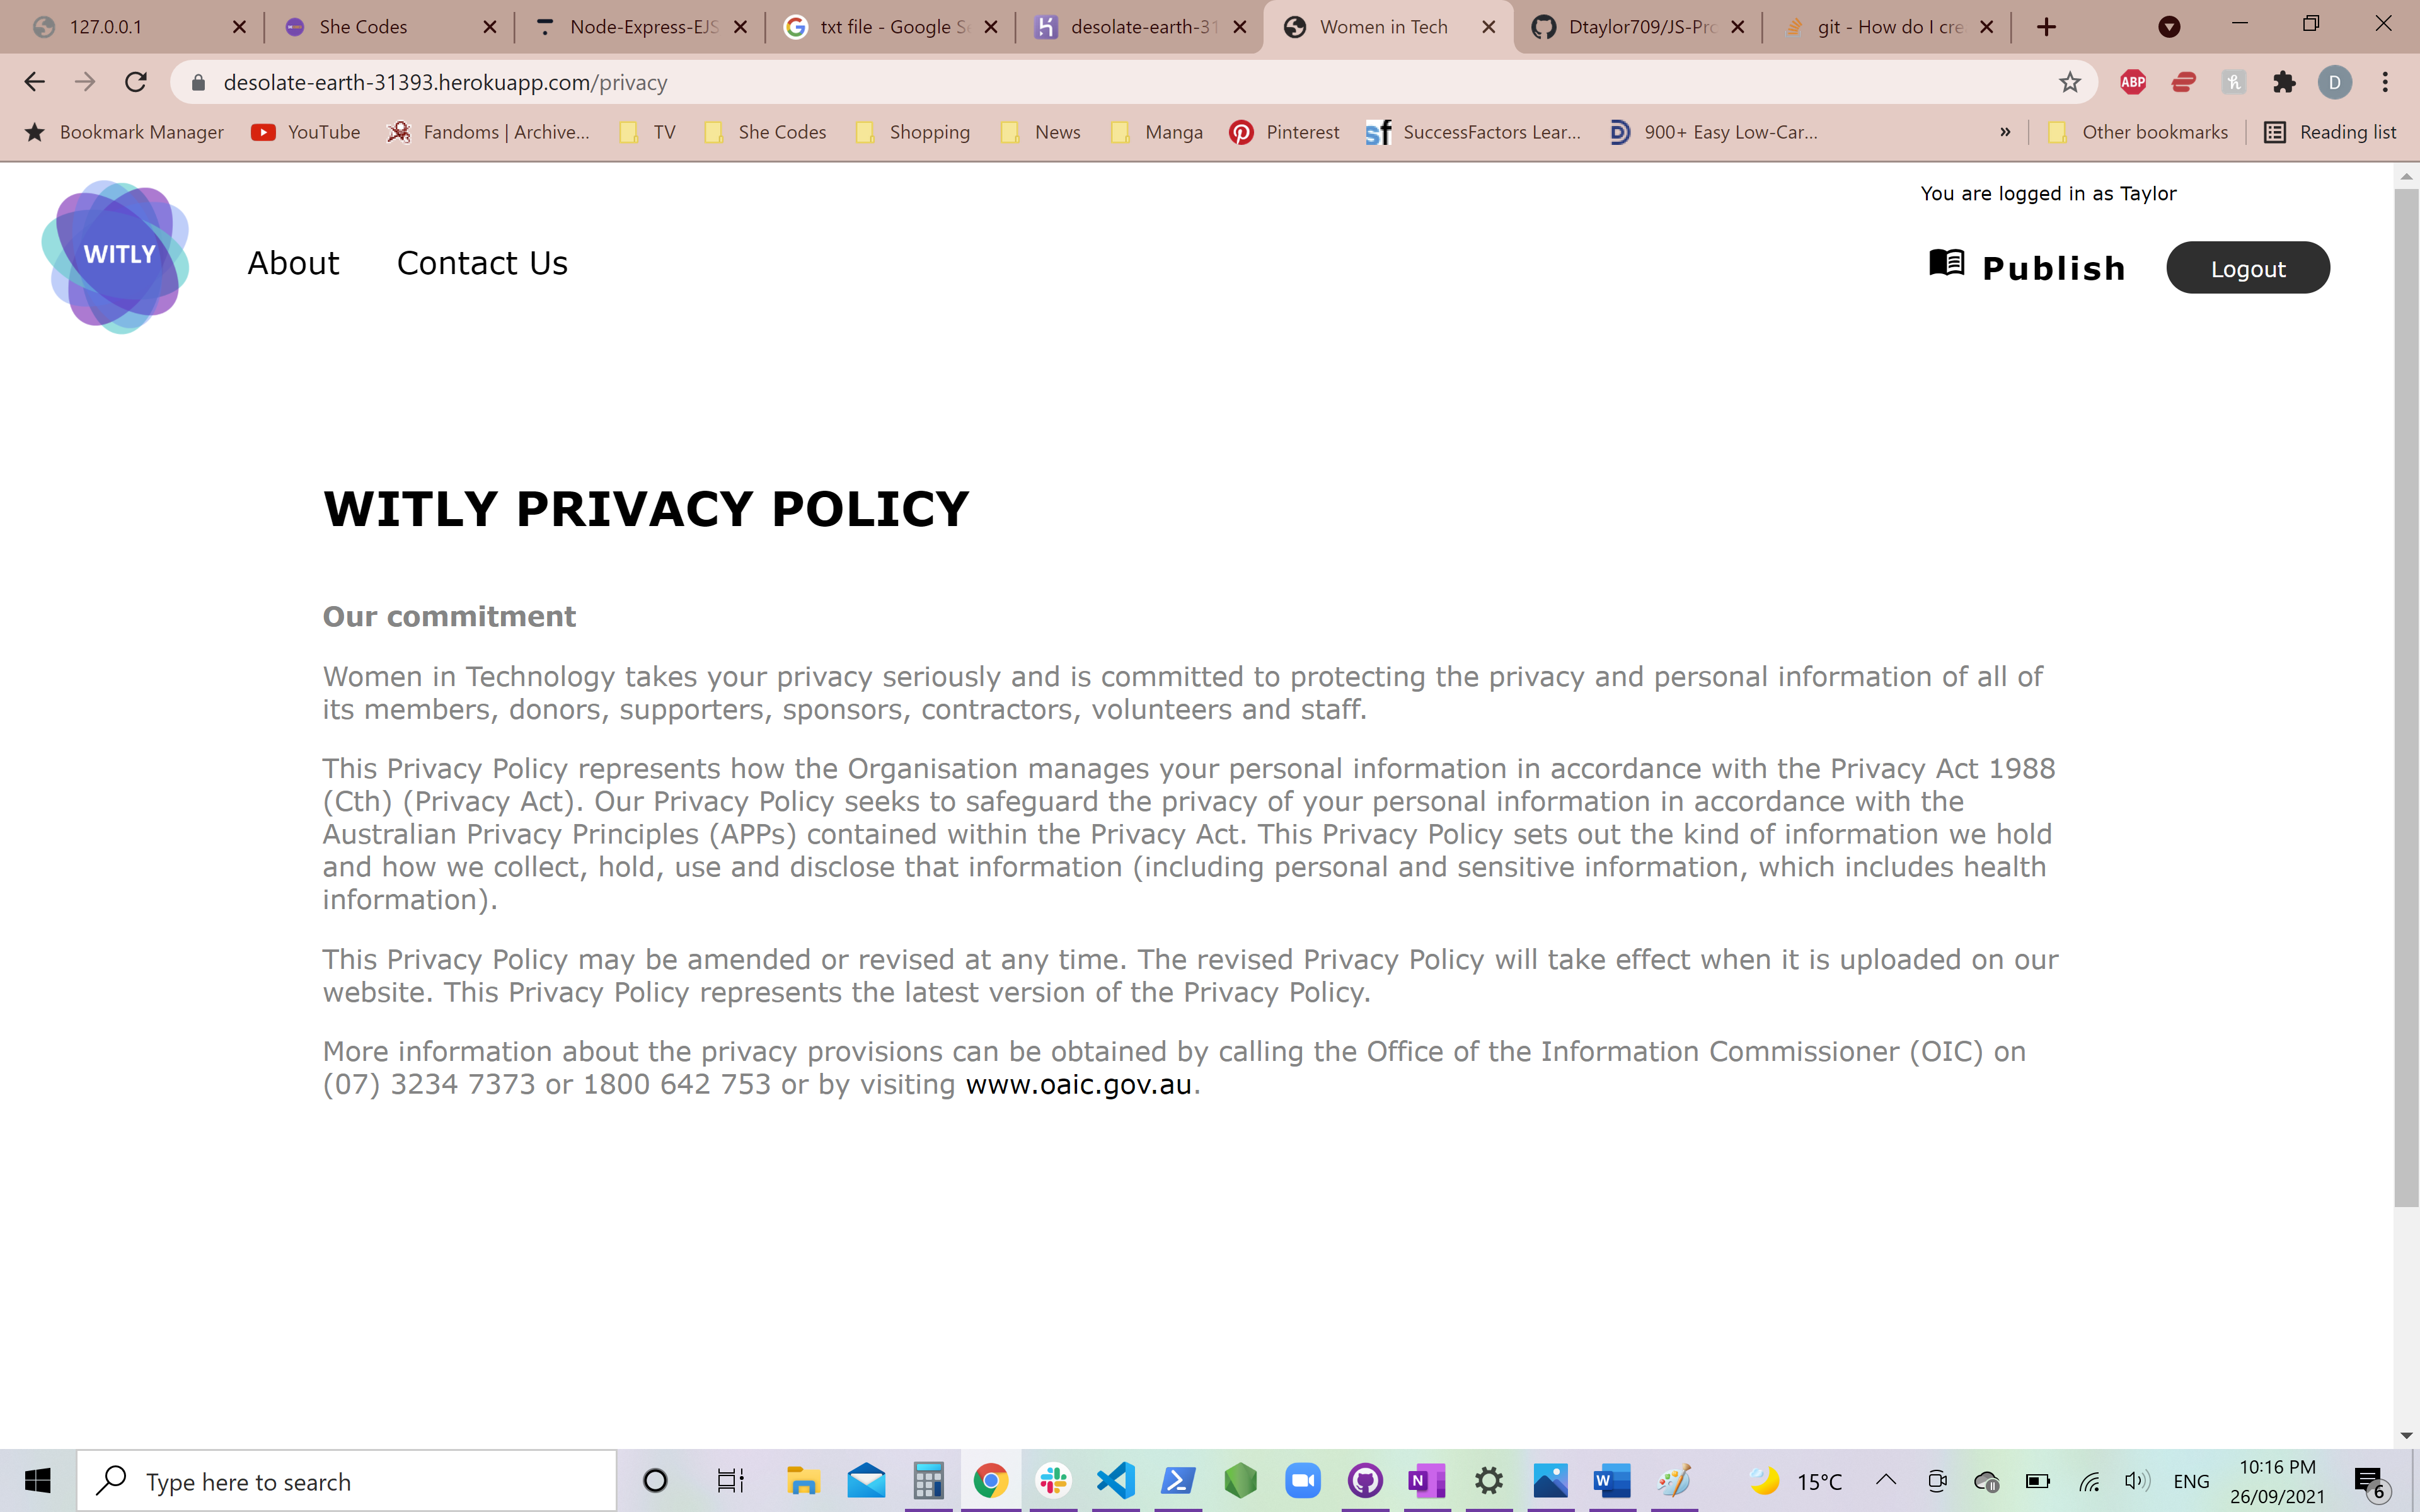 127.0.0.1
She Codes
Node-Express-EJS
txt file - Google Se
desolate-earth-31
Women in Tech
Dtaylor709/JS-Pro
git - How do I cre
desolate-earth-31393.herokuapp.com/privacy
ABP
D
Bookmark Manager
YouTube
Fandoms | Archive...
TV
She Codes
Shopping
News
Manga
Pinterest
SuccessFactors Lear...
900+ Easy Low-Car...
»
Other bookmarks
Reading list
You are logged in as Taylor
WITLY
About
Contact Us
Publish
Logout
WITLY PRIVACY POLICY
Our commitment
Women in Technology takes your privacy seriously and is committed to protecting the privacy and personal information of all of
its members, donors, supporters, sponsors, contractors, volunteers and staff.
This Privacy Policy represents how the Organisation manages your personal information in accordance with the Privacy Act 1988
(Cth) (Privacy Act). Our Privacy Policy seeks to safeguard the privacy of your personal information in accordance with the
Australian Privacy Principles (APPs) contained within the Privacy Act. This Privacy Policy sets out the kind of information we hold
and how we collect, hold, use and disclose that information (including personal and sensitive information, which includes health
information).
This Privacy Policy may be amended or revised at any time. The revised Privacy Policy will take effect when it is uploaded on our
website. This Privacy Policy represents the latest version of the Privacy Policy.
More information about the privacy provisions can be obtained by calling the Office of the Information Commissioner (OIC) on
(07) 3234 7373 or 1800 642 753 or by visiting www.oaic.gov.au.
Type here to search
15°C
ENG
10:16 PM
26/09/2021
6